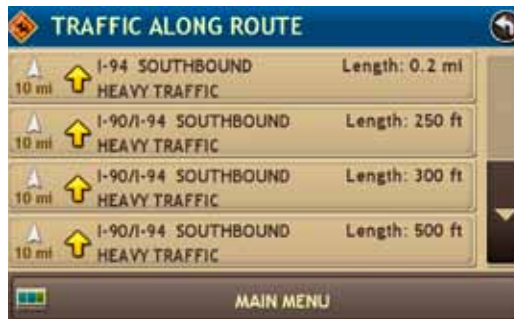 TRAFFIC ALONG ROUTE
I-94 SOUTHBOUND Length: 0.2 mi
10 mi HEAVY TRAFFIC
I-90/I-94 SOUTHBOUND Length: 250 ft
10 mi HEAVY TRAFFIC
I-90/I-94 SOUTHBOUND Length: 300 ft
10 mi HEAVY TRAFFIC
I-90/I-94 SOUTHBOUND Length: 500 ft
10 mi HEAVY TRAFFIC
MAIN MENU